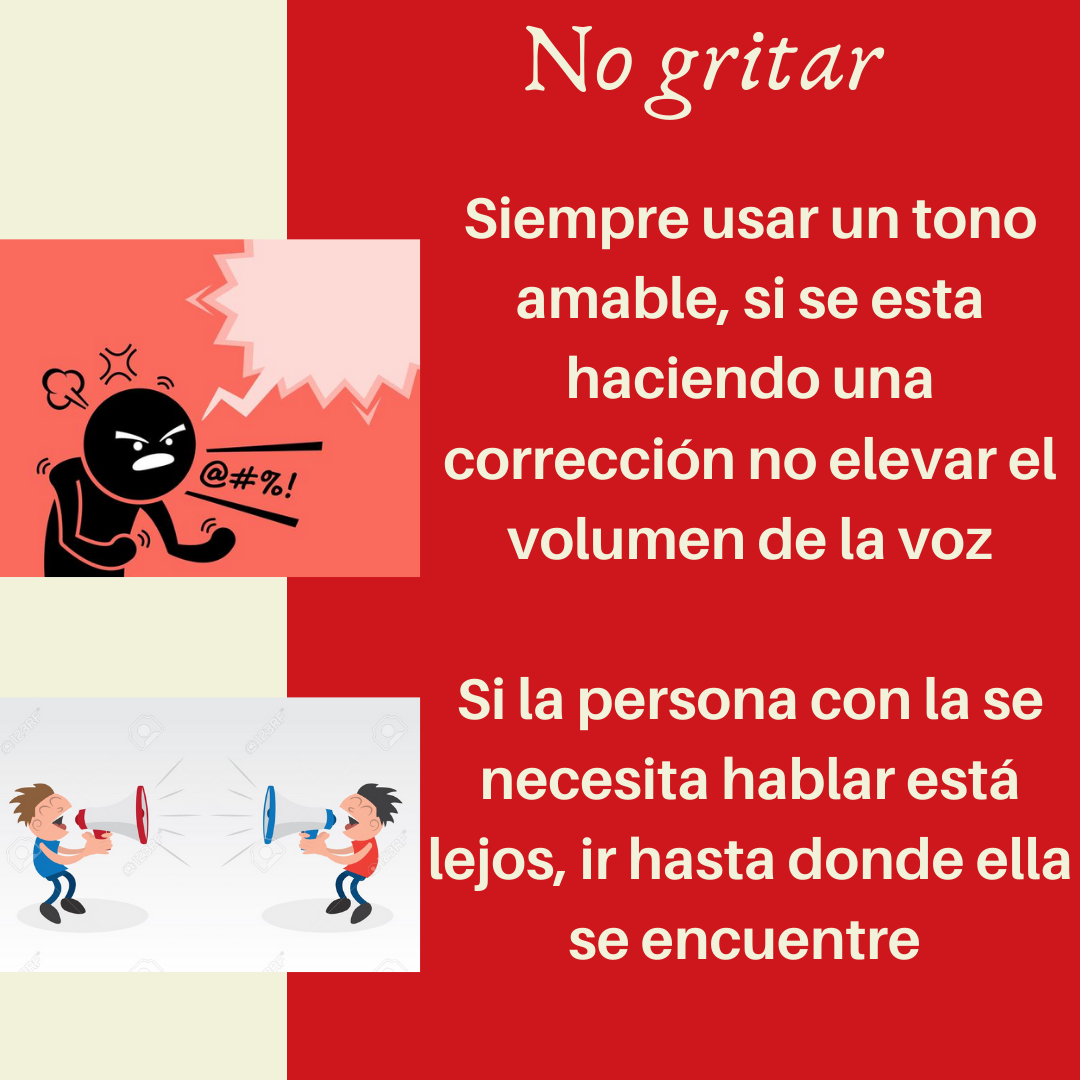 No gritar
Siempre usar un tono
amable, si se esta
haciendo una
corrección no elevar el
volumen de la voz
@#%!
Si la persona con la se
necesita hablar está
lejos, ir hasta donde ella
se encuentre